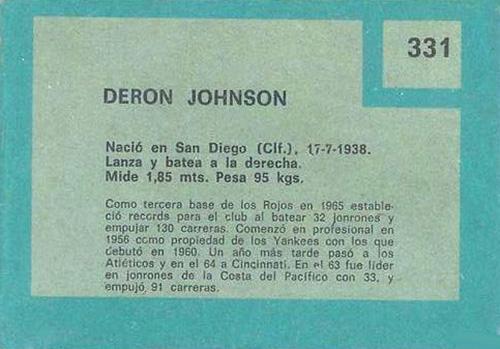 331
DERON JOHNSON
Nació en San Diego (Clf.), 17-7-1938.
Lanza y batea a la derecha.
Mide 1,85 mts. Pesa 95 kgs.
Como tercera base de los Rojos en 1965 estable-
ció records para el club al batear 32 jonrones y
empujar 130 carreras. Comenzó en profesional en
1956 como propiedad de los Yankees con los que
debutó en 1960. Un año más tarde pasó a los
Atléticos y en el 64 a Cincinnati. En el 63 fue líder
en jonrones de la Costa del Pacífico con 33, y
empujó 91 carreras.